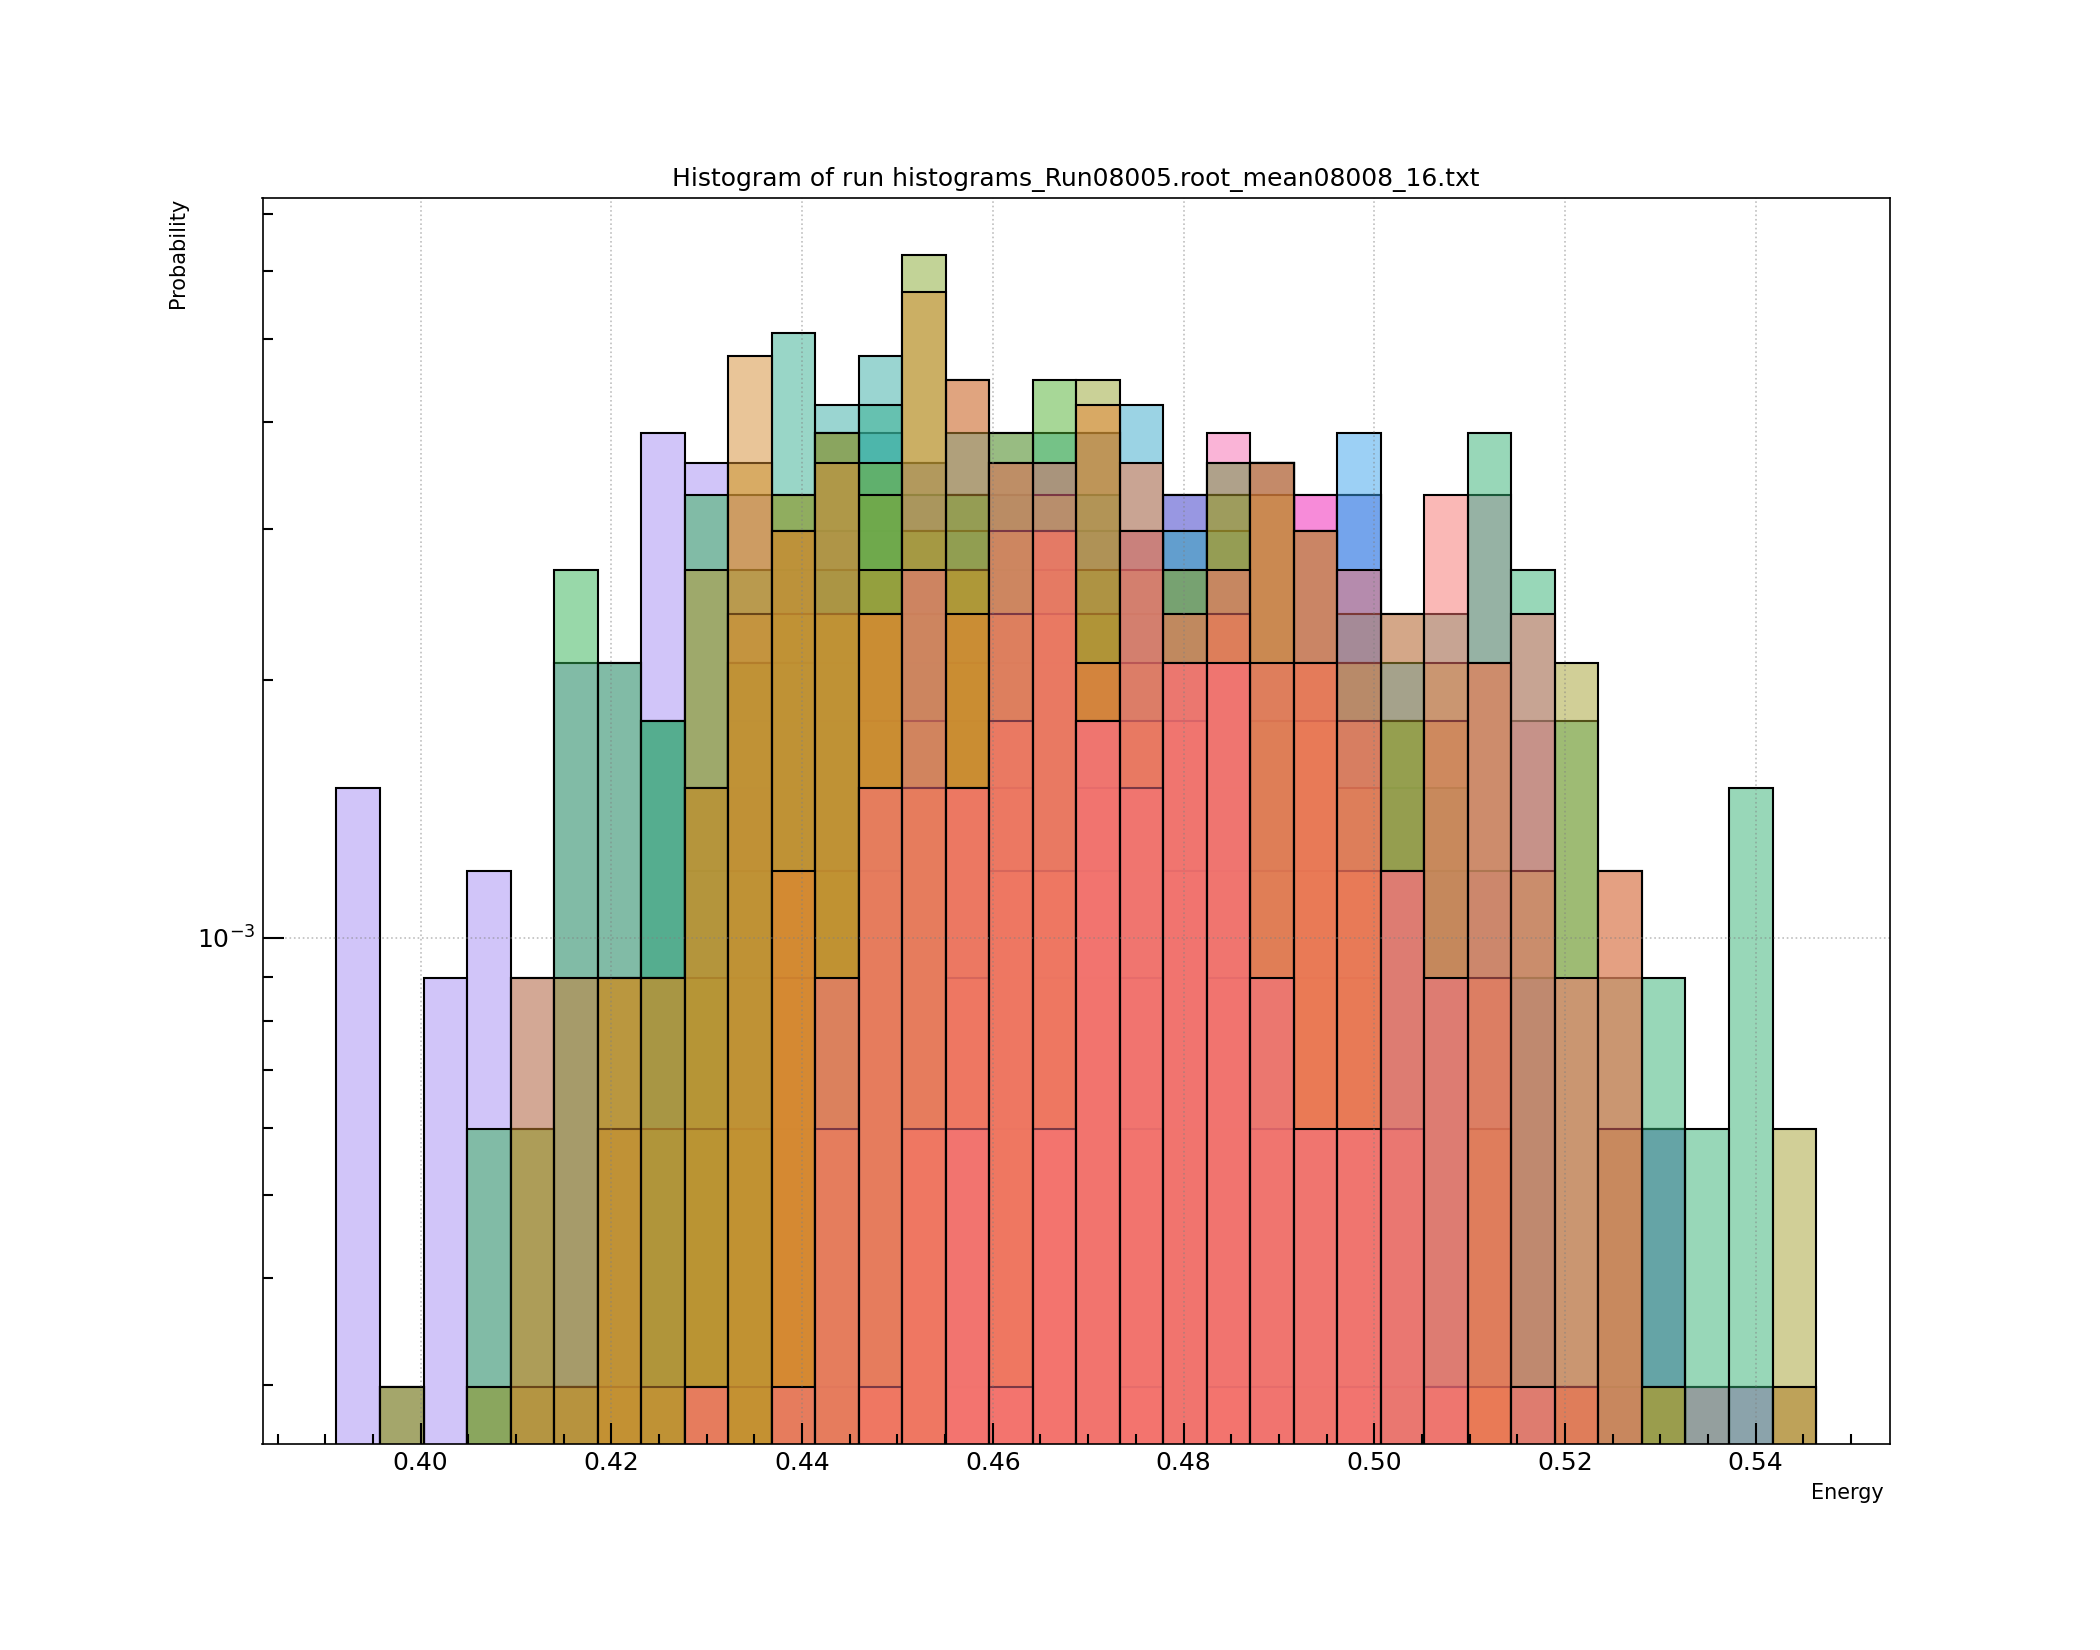 Histogram of run histograms_Run08005.root_mean08008_16.txt
Probability
10⁻³
0.40 0.42 0.44 0.46 0.48 0.50 0.52 0.54
Energy